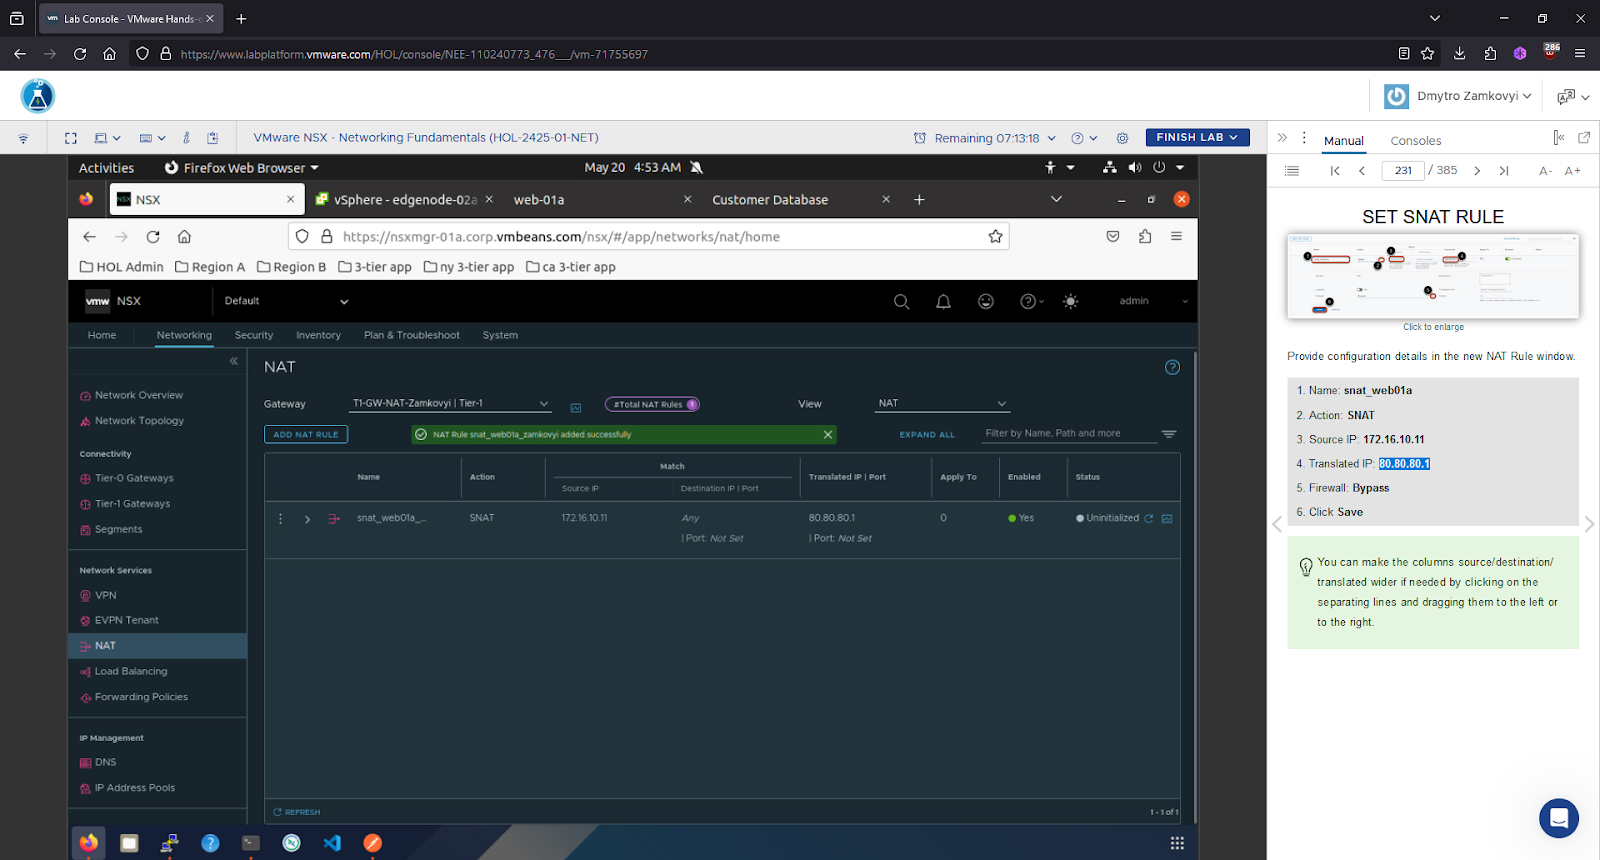 vm Lab Console - VMware Hands-o
https://www.labplatform.vmware.com/HOL/console/NEE-110240773_476___/vm-71755697
286
Dmytro Zamkovyi
VMware NSX - Networking Fundamentals (HOL-2425-01-NET)
Remaining 07:13:18
FINISH LAB
Manual
Consoles
231 / 385
A-
A+
Activities
Firefox Web Browser
May 20 4:53 AM
NSX
vSphere - edgenode-02a
web-01a
Customer Database
https://nsxmgr-01a.corp.vmbeans.com/nsx/#/app/networks/nat/home
HOL Admin
Region A
Region B
3-tier app
ny 3-tier app
ca 3-tier app
vmw NSX
Default
admin
Home
Networking
Security
Inventory
Plan & Troubleshoot
System
Network Overview
Network Topology
Connectivity
Tier-0 Gateways
Tier-1 Gateways
Segments
Network Services
VPN
EVPN Tenant
NAT
Load Balancing
Forwarding Policies
IP Management
DNS
IP Address Pools
NAT
Gateway
T1-GW-NAT-Zamkovyi | Tier-1
#Total NAT Rules 1
View
NAT
ADD NAT RULE
NAT Rule snat_web01a_zamkovyi added successfully
EXPAND ALL
Filter by Name, Path and more
Name
Action
Match
Source IP
Destination IP | Port
Translated IP | Port
Apply To
Enabled
Status
snat_web01a_...
SNAT
172.16.10.11
Any
| Port: Not Set
80.80.80.1
| Port: Not Set
0
Yes
Uninitialized
REFRESH
1 - 1 of 1
SET SNAT RULE
Click to enlarge
Provide configuration details in the new NAT Rule window.
1. Name: snat_web01a
2. Action: SNAT
3. Source IP: 172.16.10.11
4. Translated IP: 80.80.80.1
5. Firewall: Bypass
6. Click Save
You can make the columns source/destination/
translated wider if needed by clicking on the
separating lines and dragging them to the left or
to the right.